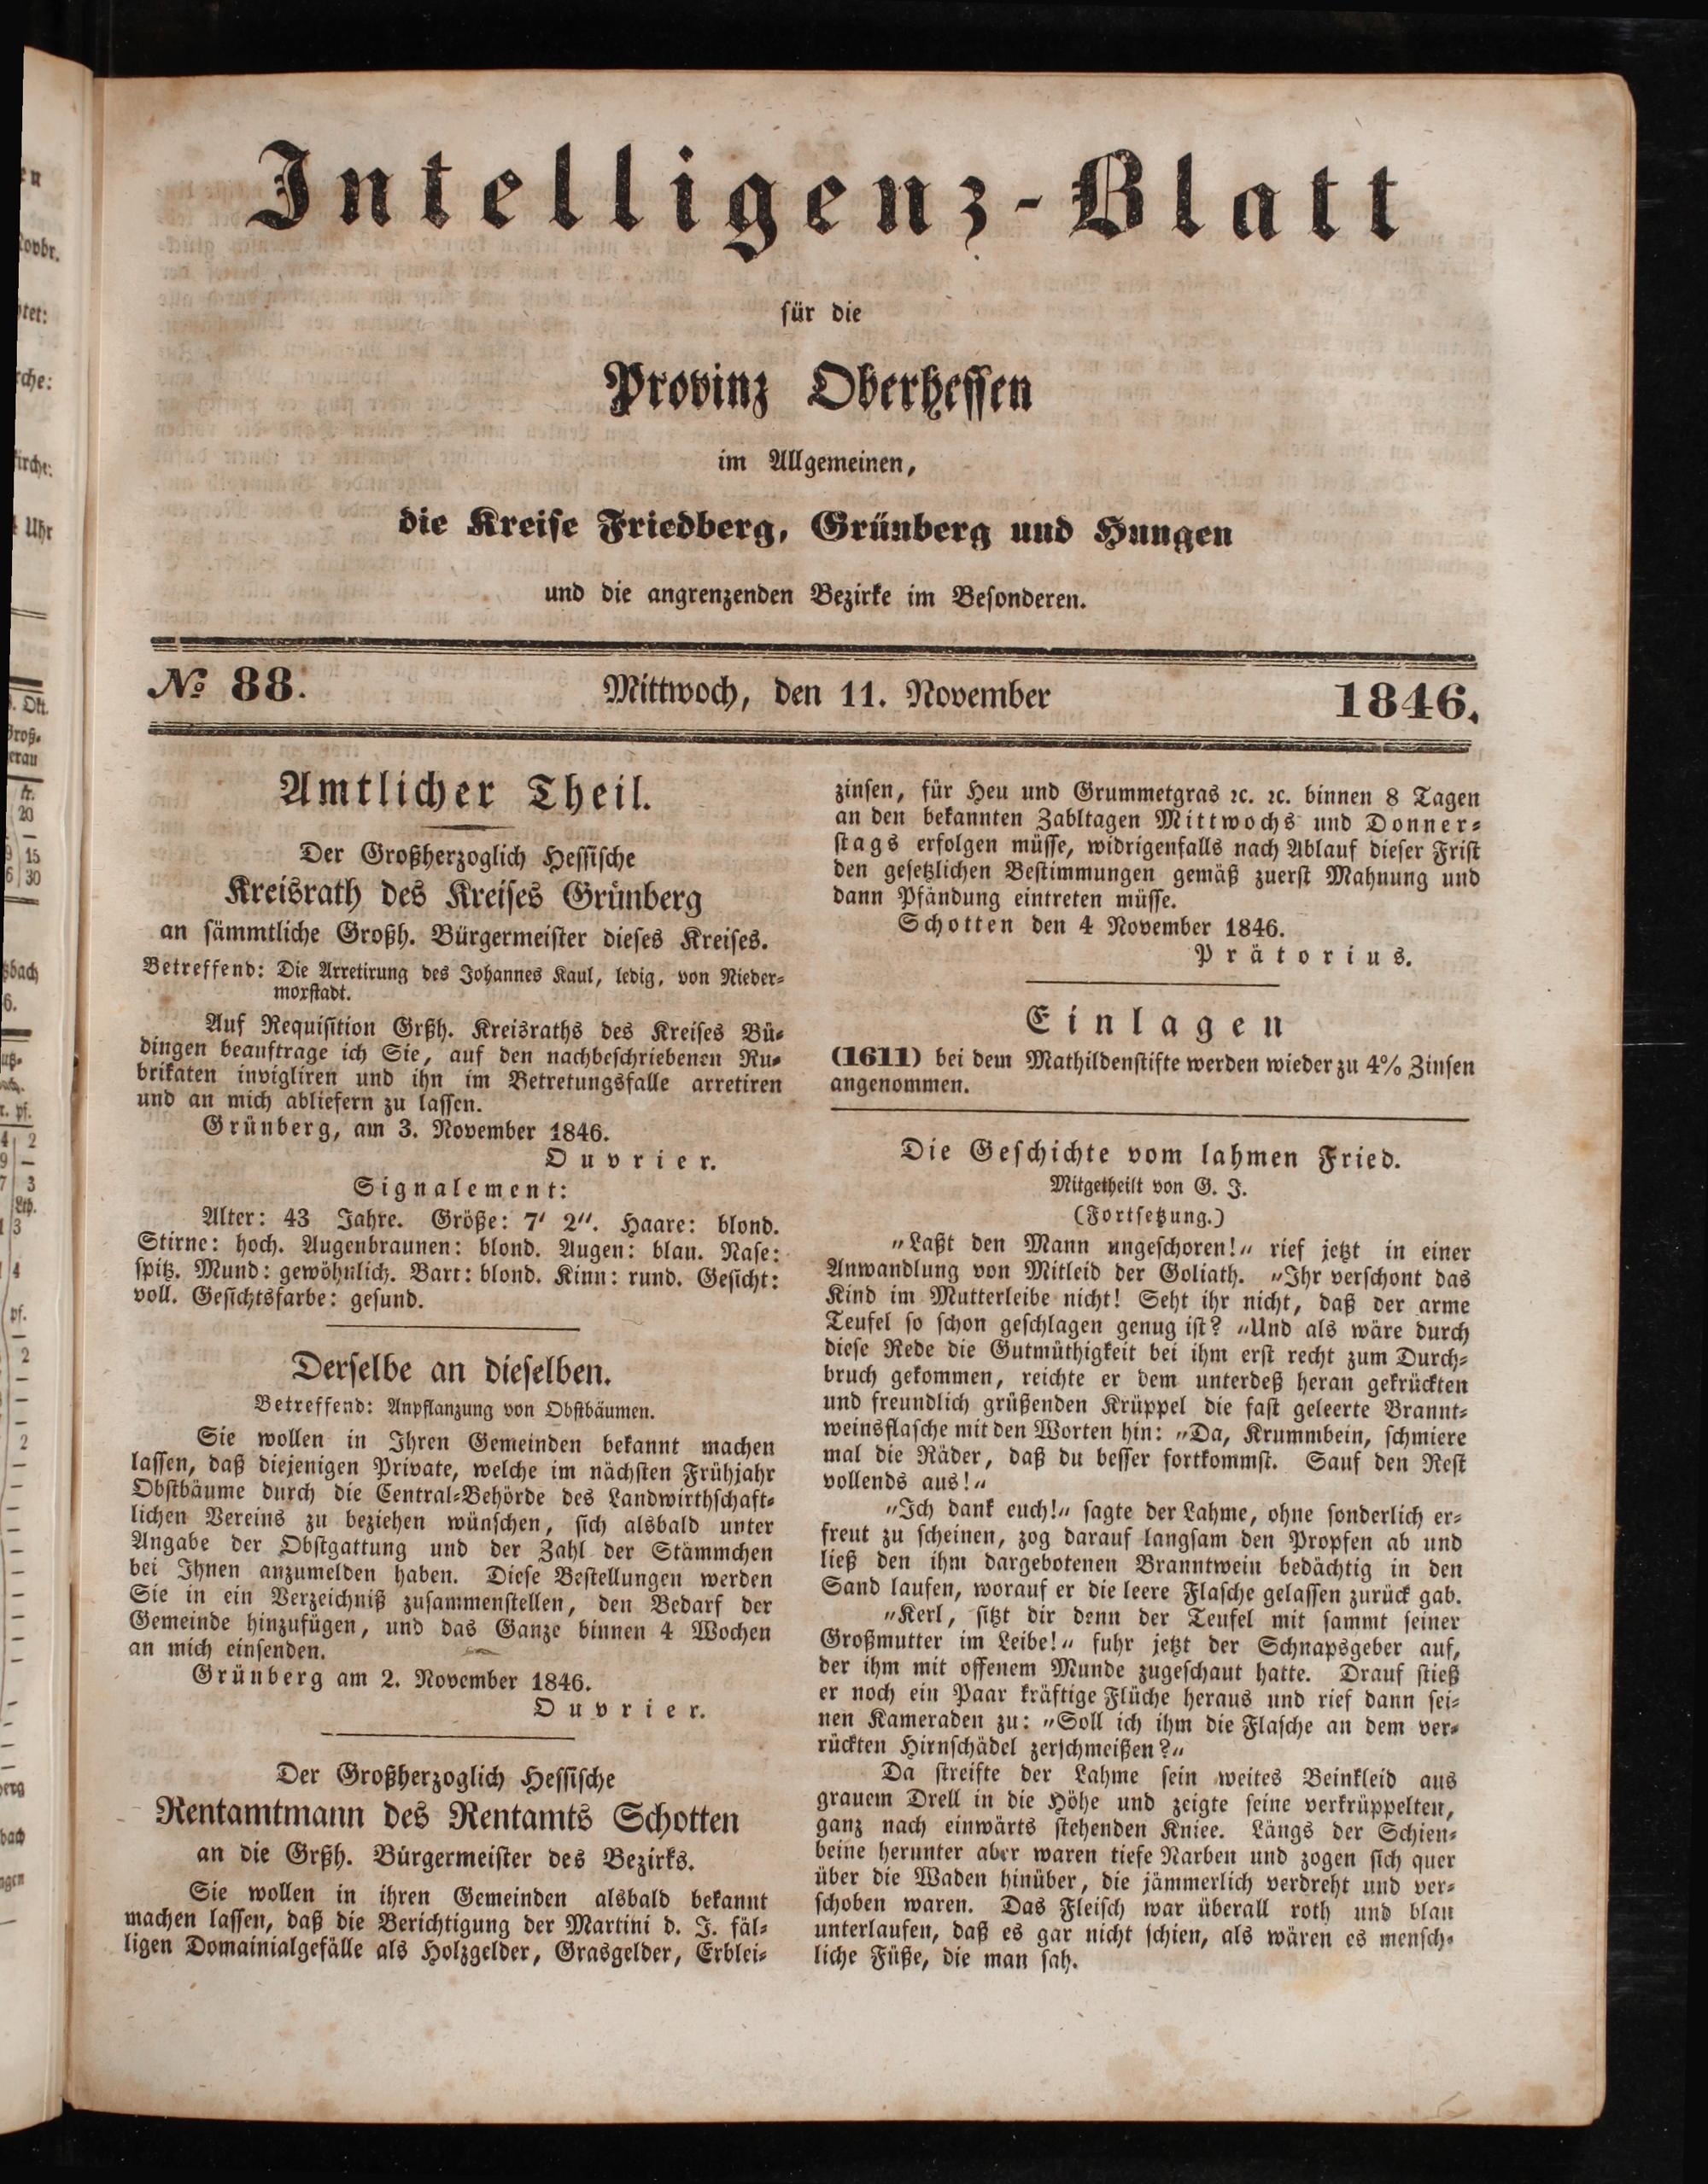 Intelligenz-Blatt
für die
Provinz Oberhessen
im Allgemeinen,
die Kreise Friedberg, Grünberg und Hungen
und die angrenzenden Bezirke im Besonderen.
№ 88. Mittwoch, den 11. November 1846.
Amtlicher Theil.
Der Großherzoglich Hessische
Kreisrath des Kreises Grünberg
an sämmtliche Großh. Bürgermeister dieses Kreises.
Betreffend: Die Arretirung des Johannes Kaul, ledig, von Nieder-
moxstadt.
Auf Requisition Grßh. Kreisraths des Kreises Bü-
dingen beauftrage ich Sie, auf den nachbeschriebenen Ru-
brikaten invigliren und ihn im Betretungsfalle arretiren
und an mich abliefern zu lassen.
Grünberg, am 3. November 1846.
Ouvrier.
Signalement:
Alter: 43 Jahre. Größe: 7' 2". Haare: blond.
Stirne: hoch. Augenbraunen: blond. Augen: blau. Nase:
spitz. Mund: gewöhnlich. Bart: blond. Kinn: rund. Gesicht:
voll. Gesichtsfarbe: gesund.
Derselbe an dieselben.
Betreffend: Anpflanzung von Obstbäumen.
Sie wollen in Ihren Gemeinden bekannt machen
lassen, daß diejenigen Private, welche im nächsten Frühjahr
Obstbäume durch die Central-Behörde des Landwirthschaft-
lichen Vereins zu beziehen wünschen, sich alsbald unter
Angabe der Obstgattung und der Zahl der Stämmchen
bei Ihnen anzumelden haben. Diese Bestellungen werden
Sie in ein Verzeichniß zusammenstellen, den Bedarf der
Gemeinde hinzufügen, und das Ganze binnen 4 Wochen
an mich einsenden.
Grünberg am 2. November 1846.
Ouvrier.
Der Großherzoglich Hessische
Rentamtmann des Rentamts Schotten
an die Grßh. Bürgermeister des Bezirks.
Sie wollen in ihren Gemeinden alsbald bekannt
machen lassen, daß die Berichtigung der Martini d. J. fäl-
ligen Domainialgefälle als Holzgelder, Grasgelder, Erblei-
zinsen, für Heu und Grummetgras ꝛc. ꝛc. binnen 8 Tagen
an den bekannten Zabltagen Mittwochs und Donner-
stags erfolgen müsse, widrigenfalls nach Ablauf dieser Frist
den gesetzlichen Bestimmungen gemäß zuerst Mahnung und
dann Pfändung eintreten müsse.
Schotten den 4 November 1846.
Prätorius.
Einlagen
(1611) bei dem Mathildenstifte werden wieder zu 4% Zinsen
angenommen.
Die Geschichte vom lahmen Fried.
Mitgetheilt von G. J.
(Fortsetzung.)
"Laßt den Mann ungeschoren!" rief jetzt in einer
Anwandlung von Mitleid der Goliath. "Ihr verschont das
Kind im Mutterleibe nicht! Seht ihr nicht, daß der arme
Teufel so schon geschlagen genug ist? "Und als wäre durch
diese Rede die Gutmüthigkeit bei ihm erst recht zum Durch-
bruch gekommen, reichte er dem unterdeß heran gekrückten
und freundlich grüßenden Krüppel die fast geleerte Brannt-
weinsflasche mit den Worten hin: "Da, Krummbein, schmiere
mal die Räder, daß du besser fortkommst. Sauf den Rest
vollends aus!"
"Ich dank euch!" sagte der Lahme, ohne sonderlich er-
freut zu scheinen, zog darauf langsam den Propfen ab und
ließ den ihm dargebotenen Branntwein bedächtig in den
Sand laufen, worauf er die leere Flasche gelassen zurück gab.
"Kerl, sitzt dir denn der Teufel mit sammt seiner
Großmutter im Leibe!" fuhr jetzt der Schnapsgeber auf,
der ihm mit offenem Munde zugeschaut hatte. Drauf stieß
er noch ein Paar kräftige Flüche heraus und rief dann sei-
nen Kameraden zu: "Soll ich ihm die Flasche an dem ver-
rückten Hirnschädel zerschmeißen?"
Da streifte der Lahme sein weites Beinkleid aus
grauem Drell in die Höhe und zeigte seine verkrüppelten,
ganz nach einwärts stehenden Kniee. Längs der Schien-
beine herunter aber waren tiefe Narben und zogen sich quer
über die Waden hinüber, die jämmerlich verdreht und ver-
schoben waren. Das Fleisch war überall roth und blau
unterlaufen, daß es gar nicht schien, als wären es mensch-
liche Füße, die man sah.